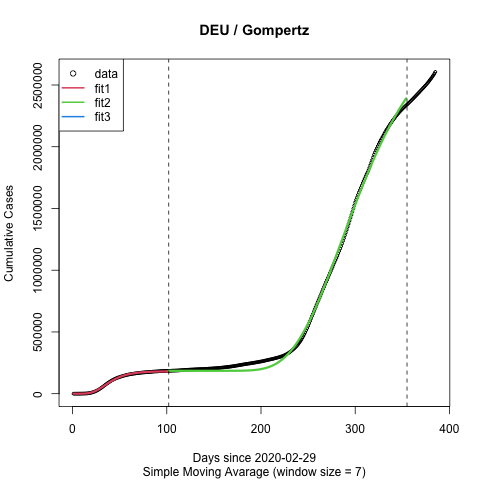 DEU / Gompertz
data
fit1
fit2
fit3
Cumulative Cases
0
500000
1000000
1500000
2000000
2500000
0 100 200 300 400
Days since 2020-02-29
Simple Moving Avarage (window size = 7)